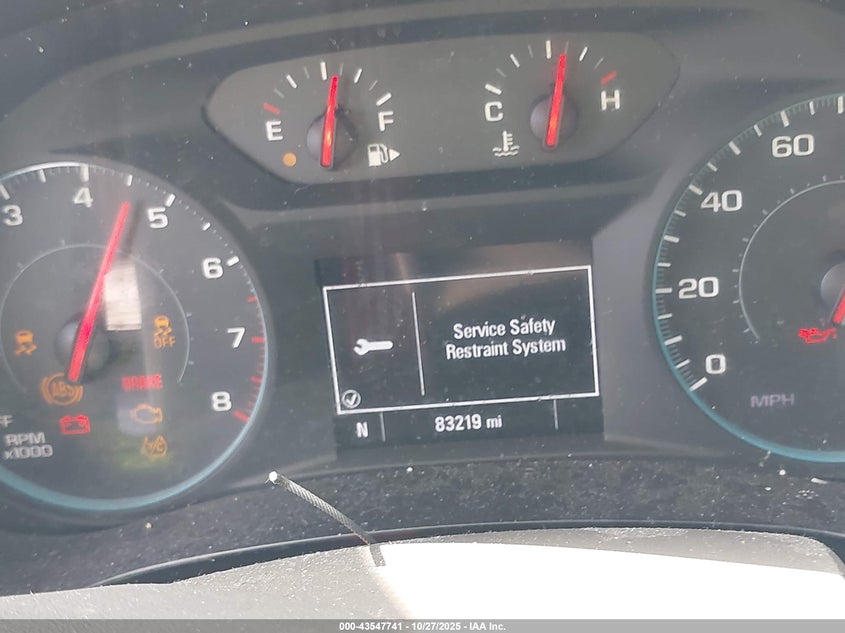 E
F
C
H
3
4
5
6
7
8
OFF
ABS
BRAKE
RPM
x1000
Service Safety
Restraint System
N
83219 mi
60
40
20
0
MPH
000-43547741 - 10/27/2025 - IAA Inc.